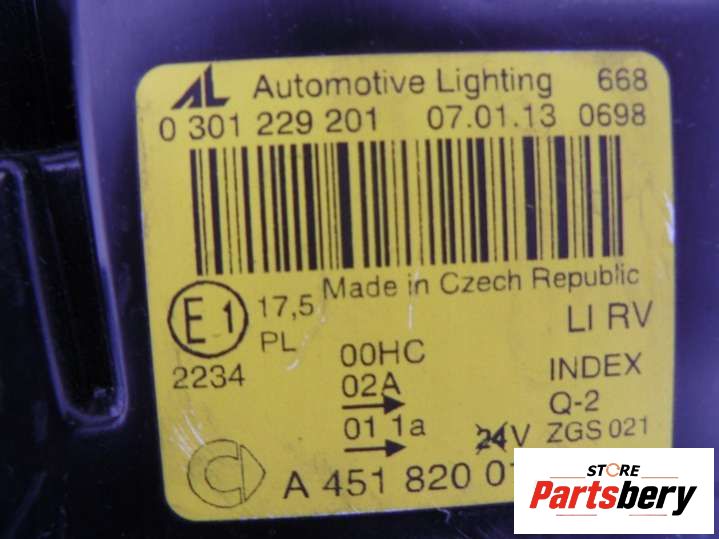 AL Automotive Lighting 668
0 301 229 201 07.01.13 0698
Made in Czech Republic
E1 17,5
PL
2234
LI RV
00HC
02A
INDEX
Q-2
01 1a 24V ZGS 021
A 451 820
STORE
Partsbery